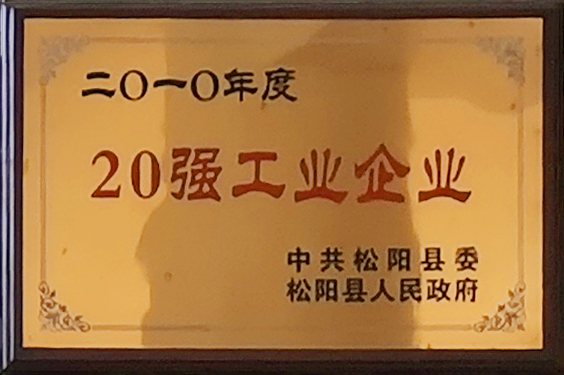 二〇一〇年度
20强工业企业
中共松阳县委
松阳县人民政府